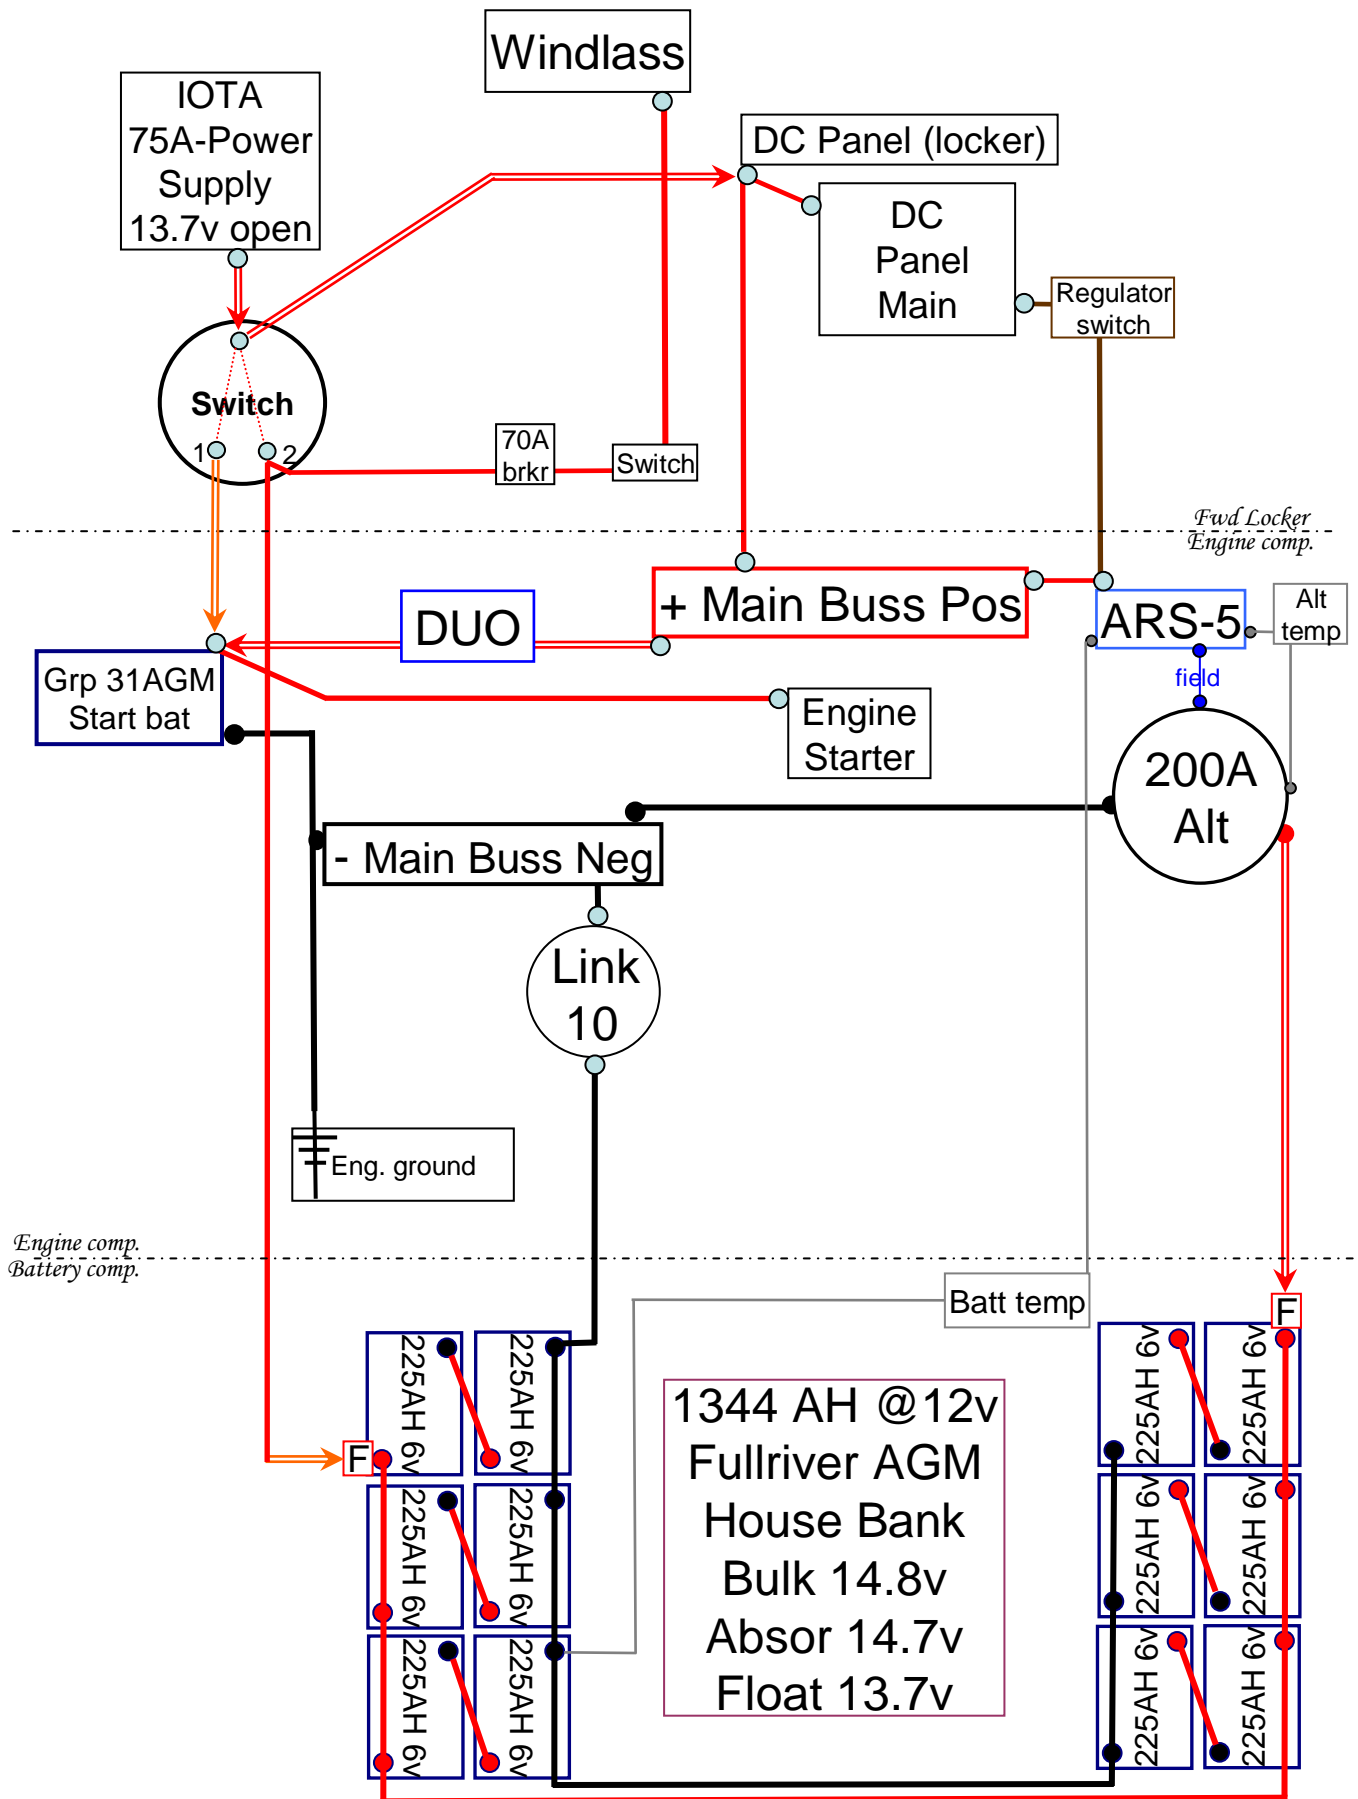 Windlass
IOTA
75A-Power
Supply
13.7v open
DC Panel (locker)
DC
Panel
Main
Regulator
switch
Switch
1
2
70A
brkr
Switch
Fwd Locker
Engine comp.
+ Main Buss Pos
DUO
ARS-5
Alt
temp
field
Grp 31AGM
Start bat
Engine
Starter
200A
Alt
- Main Buss Neg
Link
10
Eng. ground
Engine comp.
Battery comp.
Batt temp
F
F
225AH 6v
225AH 6v
225AH 6v
225AH 6v
225AH 6v
225AH 6v
1344 AH @12v
Fullriver AGM
House Bank
Bulk 14.8v
Absor 14.7v
Float 13.7v
225AH 6v
225AH 6v
225AH 6v
225AH 6v
225AH 6v
225AH 6v